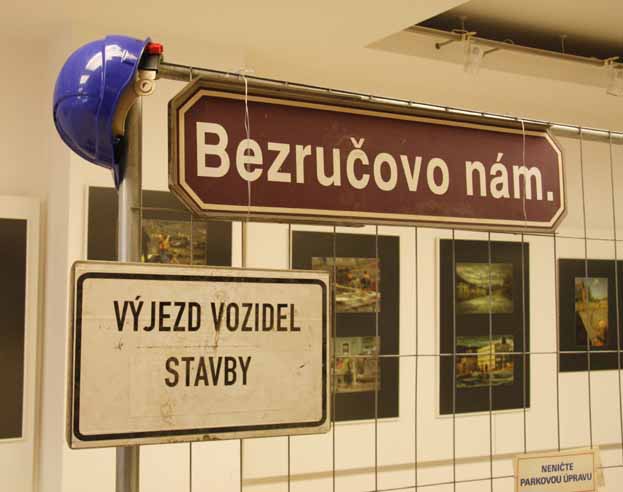 Bezručovo nám.
VÝJEZD VOZIDEL
STAVBY
NENIČTE
PARKOVOU ÚPRAVU